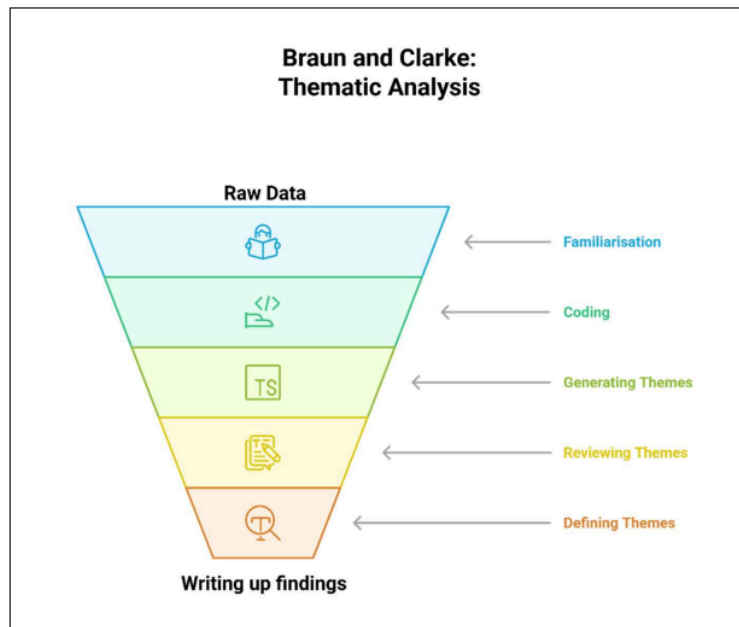 Braun and Clarke:
Thematic Analysis
Raw Data
Familiarisation
</>
Coding
TS
Generating Themes
T
Reviewing Themes
T
Defining Themes
Writing up findings